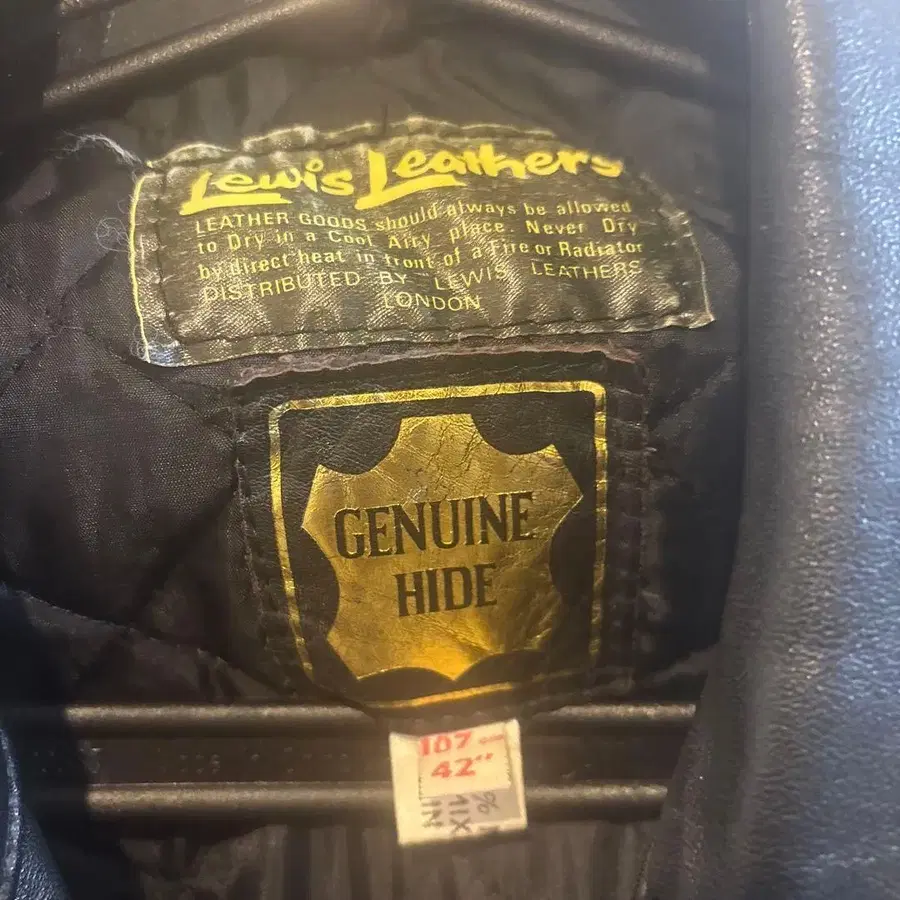 Lewis Leathers
LEATHER GOODS should always be allowed
to Dry in a Cool Airy place. Never Dry
by direct heat in front of a Fire or Radiator
DISTRIBUTED BY LEWIS LEATHERS
LONDON
GENUINE
HIDE
107
42"